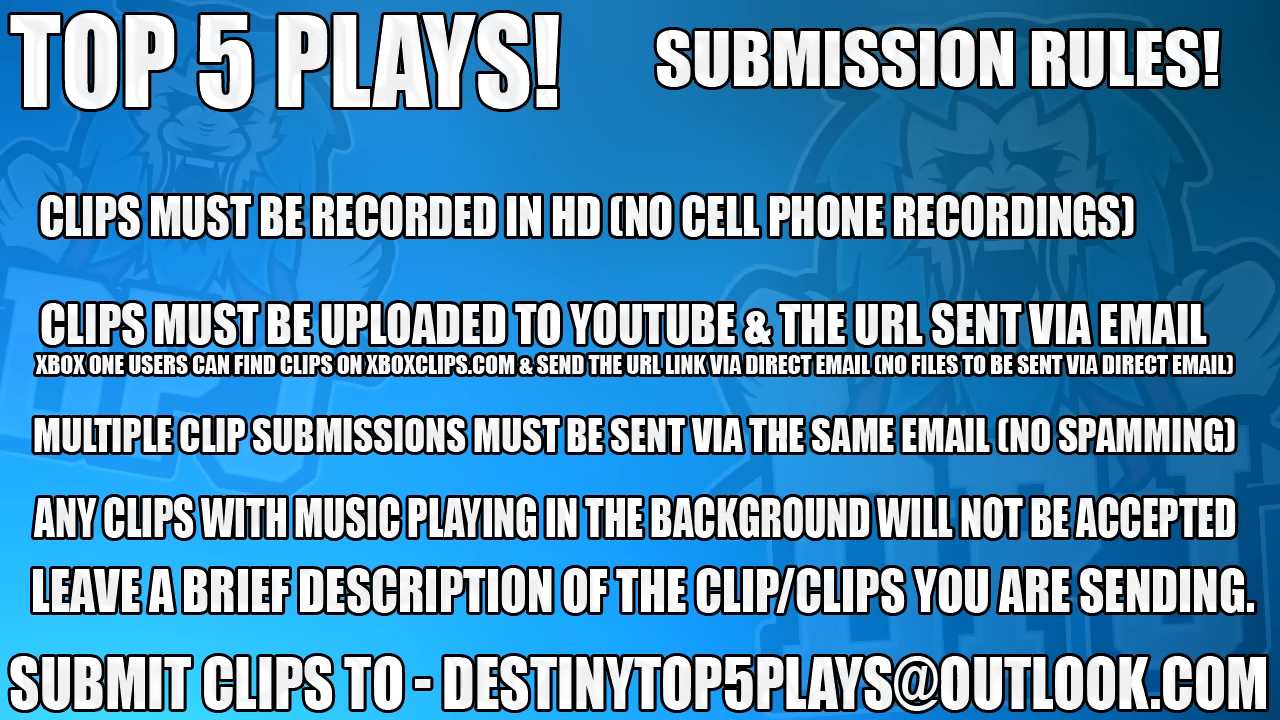 TOP 5 PLAYS!
SUBMISSION RULES!
CLIPS MUST BE RECORDED IN HD (NO CELL PHONE RECORDINGS)
CLIPS MUST BE UPLOADED TO YOUTUBE & THE URL SENT VIA EMAIL
XBOX ONE USERS CAN FIND CLIPS ON XBOXCLIPS.COM & SEND THE URL LINK VIA DIRECT EMAIL (NO FILES TO BE SENT VIA DIRECT EMAIL)
MULTIPLE CLIP SUBMISSIONS MUST BE SENT VIA THE SAME EMAIL (NO SPAMMING)
ANY CLIPS WITH MUSIC PLAYING IN THE BACKGROUND WILL NOT BE ACCEPTED
LEAVE A BRIEF DESCRIPTION OF THE CLIP/CLIPS YOU ARE SENDING.
SUBMIT CLIPS TO - DESTINYTOP5PLAYS@OUTLOOK.COM